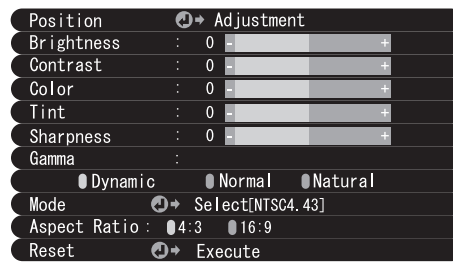 Position Adjustment
Brightness : 0 - +
Contrast : 0 - +
Color : 0 - +
Tint : 0 - +
Sharpness : 0 - +
Gamma :
Dynamic Normal Natural
Mode Select[NTSC4.43]
Aspect Ratio : 4:3 16:9
Reset Execute